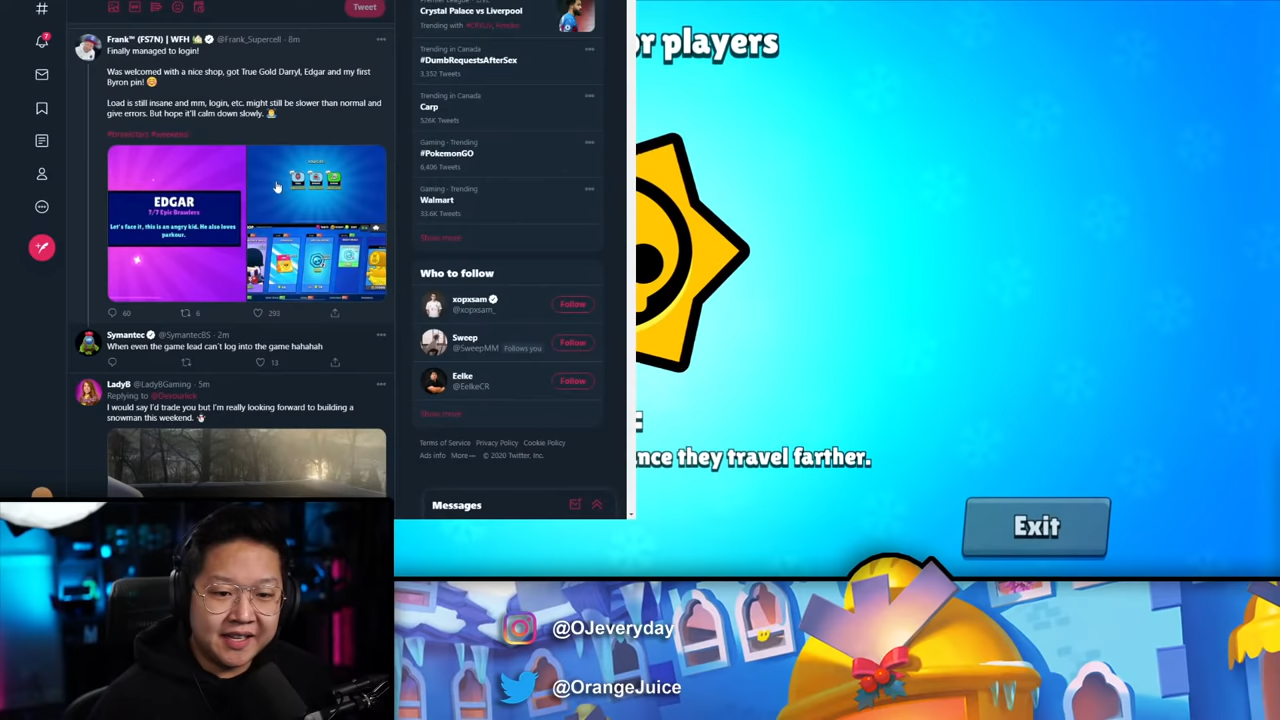 Tweet
7
Frank™ (FS7N) | WFH @Frank_Supercell · 8m
Finally managed to login!
Was welcomed with a nice shop, got True Gold Darryl, Edgar and my first
Byron pin!
Load is still insane and mm, login, etc. might still be slower than normal and
give errors. But hope it'll calm down slowly.
EDGAR
7/7 Epic Brawlers
Let's face it, this is an angry kid. He also loves
parkour.
60
6
293
Symantec @SymantecBS · 2m
When even the game lead can't log into the game hahahah
13
LadyB @LadyBGaming · 5m
Replying to
I would say I'd trade you but I'm really looking forward to building a
snowman this weekend.
Crystal Palace vs Liverpool
Trending with
Trending in Canada
#DumbRequestsAfterSex
3,352 Tweets
Trending in Canada
Carp
526K Tweets
Gaming · Trending
#PokemonGO
6,406 Tweets
Gaming · Trending
Walmart
33.6K Tweets
Show more
Who to follow
xopxsam
@xopxsam_
Follow
Sweep
@SweepMM Follows you
Follow
Eelke
@EelkeCR
Follow
Show more
Terms of Service Privacy Policy Cookie Policy
Ads info More © 2020 Twitter, Inc.
Messages
or players
nce they travel farther.
Exit
@OJeveryday
@OrangeJuice